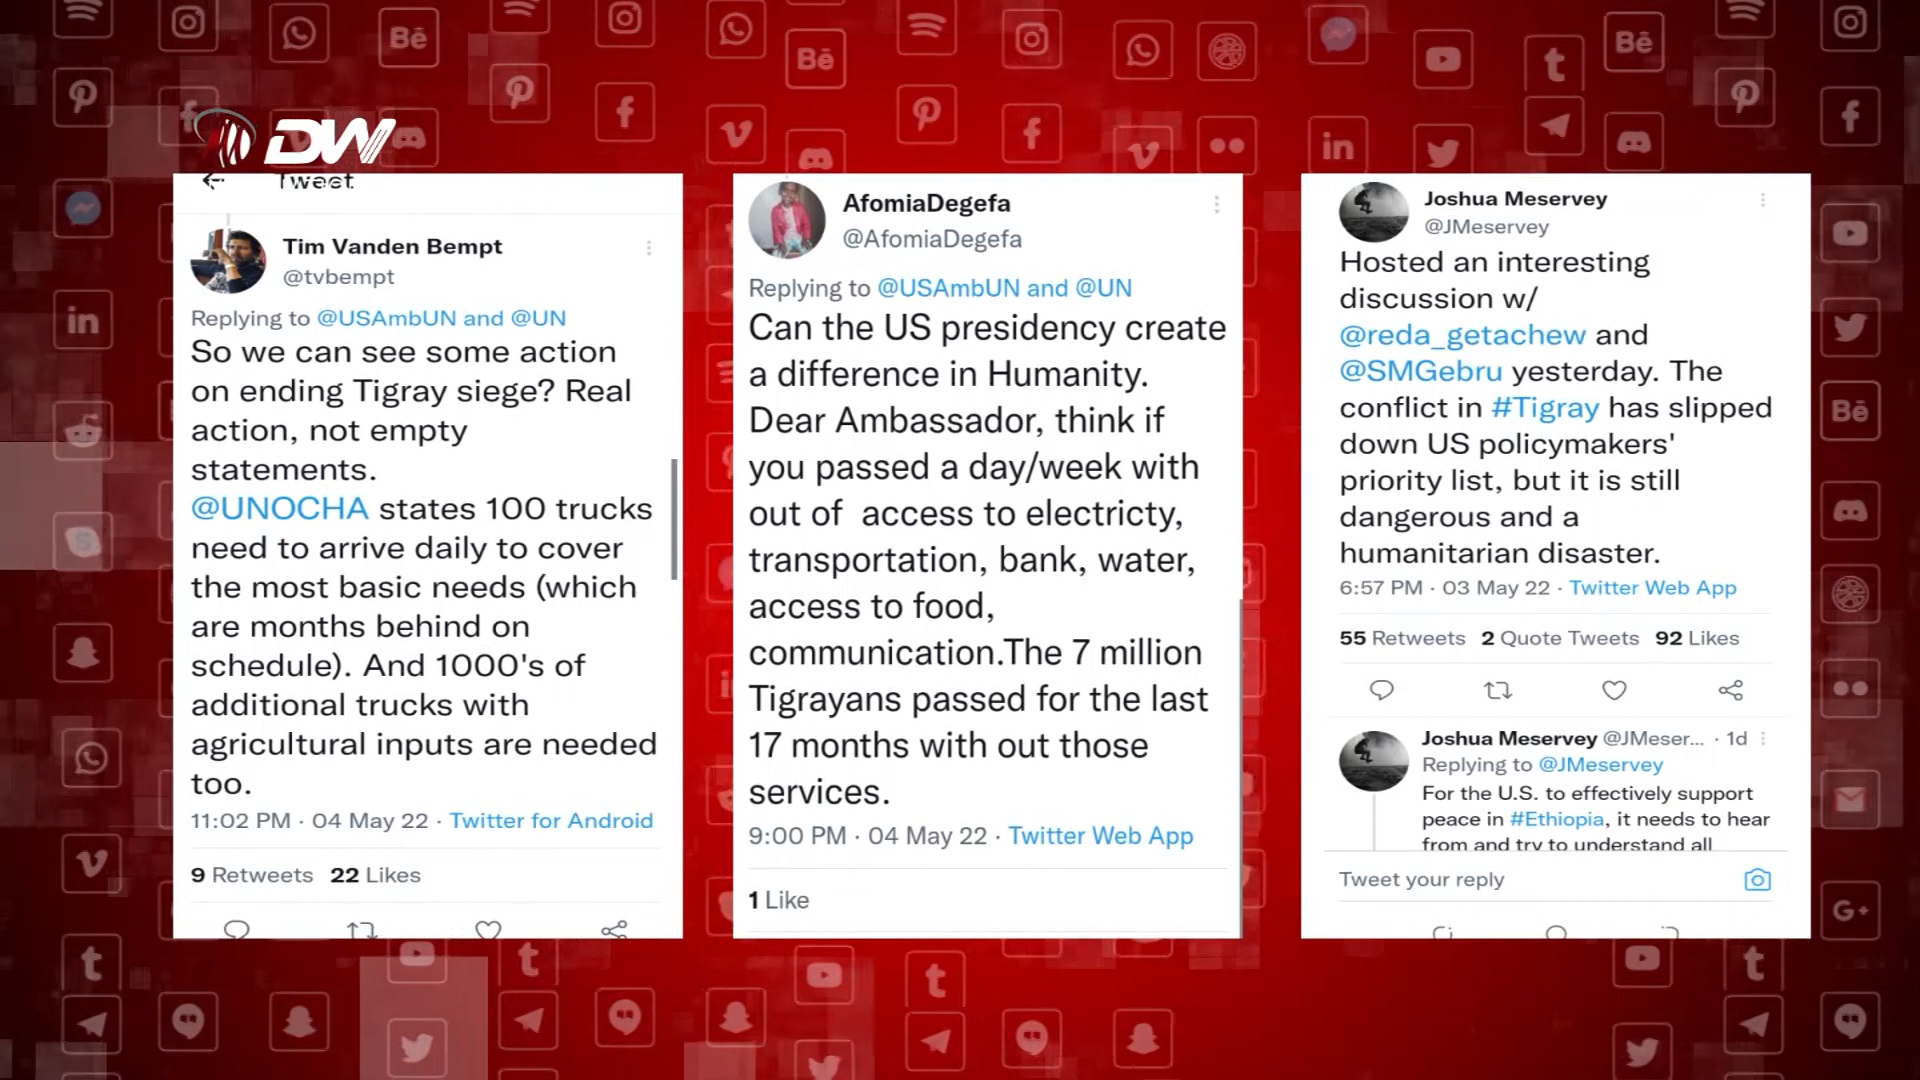 DW
Tweet
Tim Vanden Bempt
@tvbempt
Replying to @USAmbUN and @UN
So we can see some action
on ending Tigray siege? Real
action, not empty
statements.
@UNOCHA states 100 trucks
need to arrive daily to cover
the most basic needs (which
are months behind on
schedule). And 1000's of
additional trucks with
agricultural inputs are needed
too.
11:02 PM · 04 May 22 · Twitter for Android
9 Retweets 22 Likes
AfomiaDegefa
@AfomiaDegefa
Replying to @USAmbUN and @UN
Can the US presidency create
a difference in Humanity.
Dear Ambassador, think if
you passed a day/week with
out of access to electricty,
transportation, bank, water,
access to food,
communication.The 7 million
Tigrayans passed for the last
17 months with out those
services.
9:00 PM · 04 May 22 · Twitter Web App
1 Like
Joshua Meservey
@JMeservey
Hosted an interesting
discussion w/
@reda_getachew and
@SMGebru yesterday. The
conflict in #Tigray has slipped
down US policymakers'
priority list, but it is still
dangerous and a
humanitarian disaster.
6:57 PM · 03 May 22 · Twitter Web App
55 Retweets 2 Quote Tweets 92 Likes
Joshua Meservey @JMeser... · 1d
Replying to @JMeservey
For the U.S. to effectively support
peace in #Ethiopia, it needs to hear
from and try to understand all
Tweet your reply